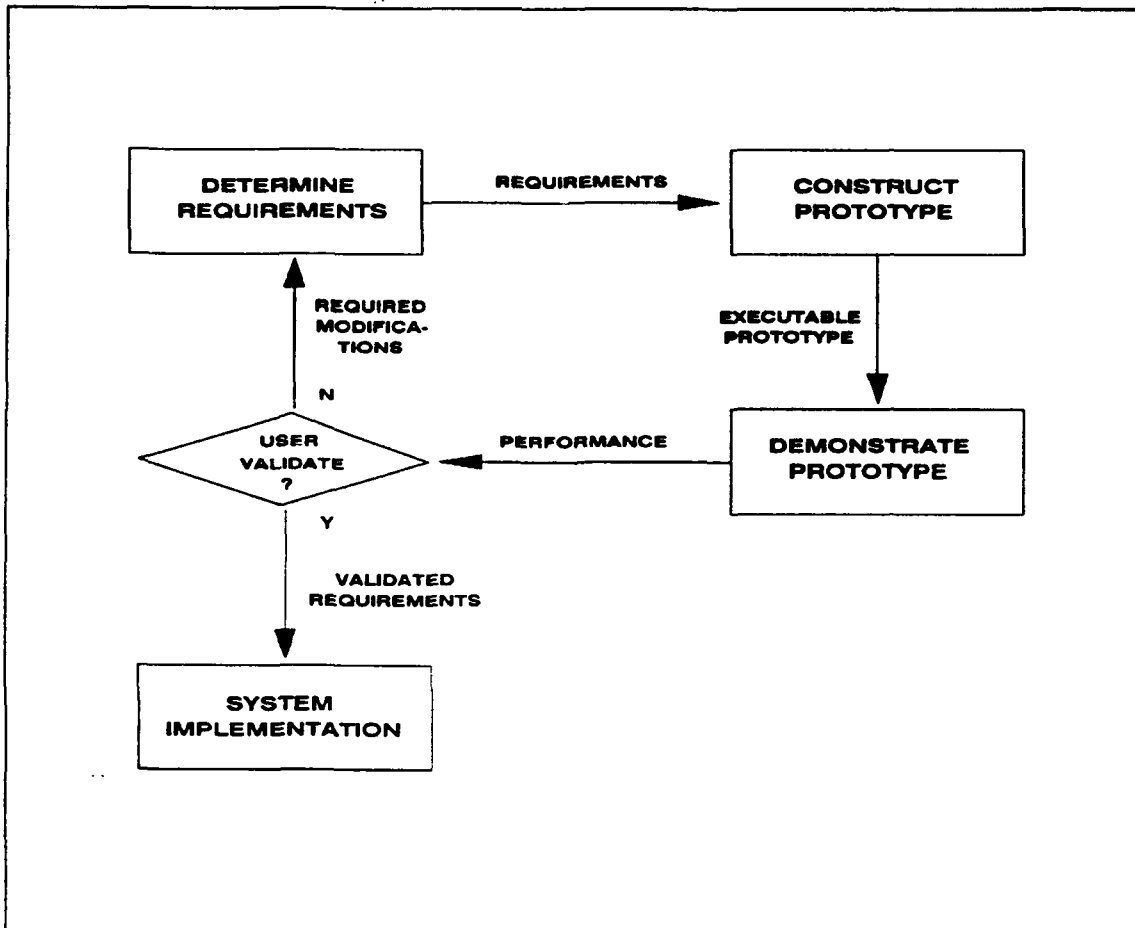 DETERMINE
REQUIREMENTS
REQUIREMENTS
CONSTRUCT
PROTOTYPE
REQUIRED
MODIFICA-
TIONS
EXECUTABLE
PROTOTYPE
N
USER
VALIDATE
?
PERFORMANCE
DEMONSTRATE
PROTOTYPE
Y
VALIDATED
REQUIREMENTS
SYSTEM
IMPLEMENTATION